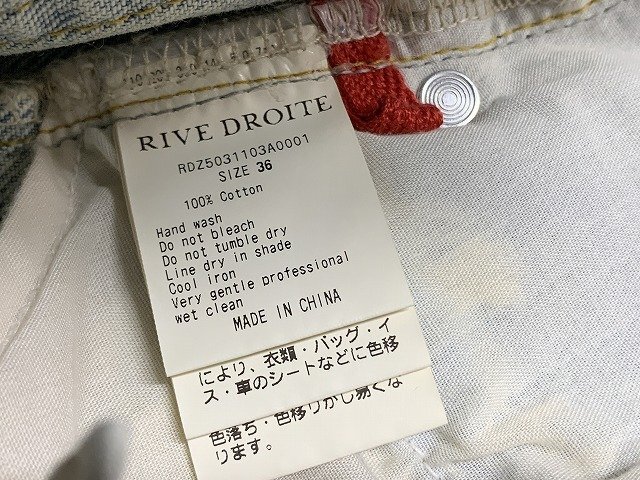 RIVE DROITE
RDZ5031103A0001
SIZE 36
100% Cotton
Hand wash
Do not bleach
Do not tumble dry
Line dry in shade
Cool iron
Very gentle professional
wet clean
MADE IN CHINA
により、衣類・バッグ・イ
ス・車のシートなどに色移
色落ち・色移りがし易くな
ります。